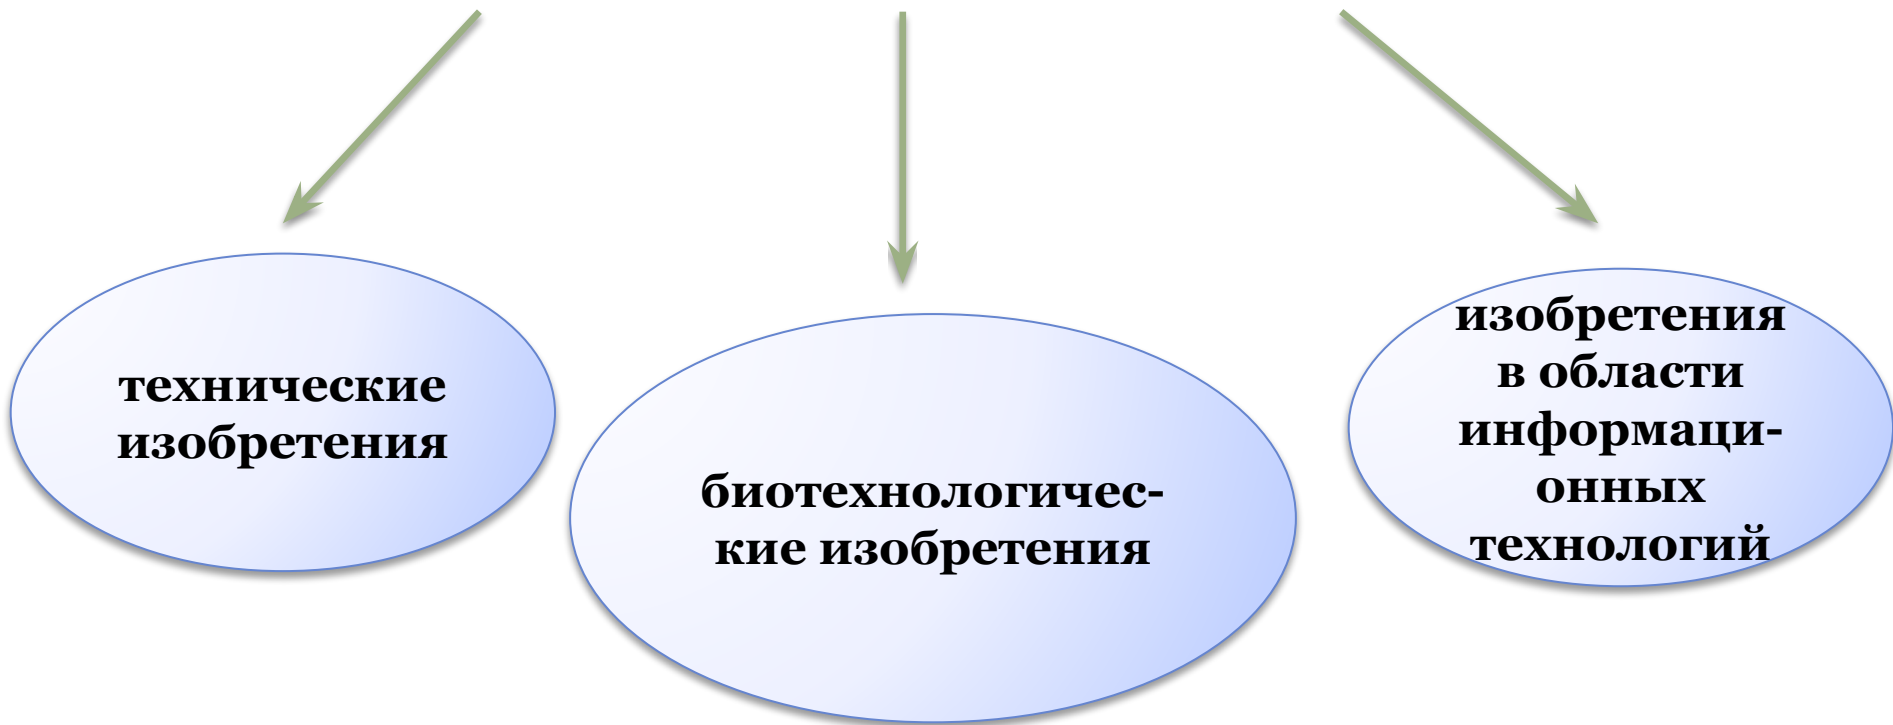 технические
изобретения
биотехнологичес-
кие изобретения
изобретения
в области
информаци-
онных
технологий